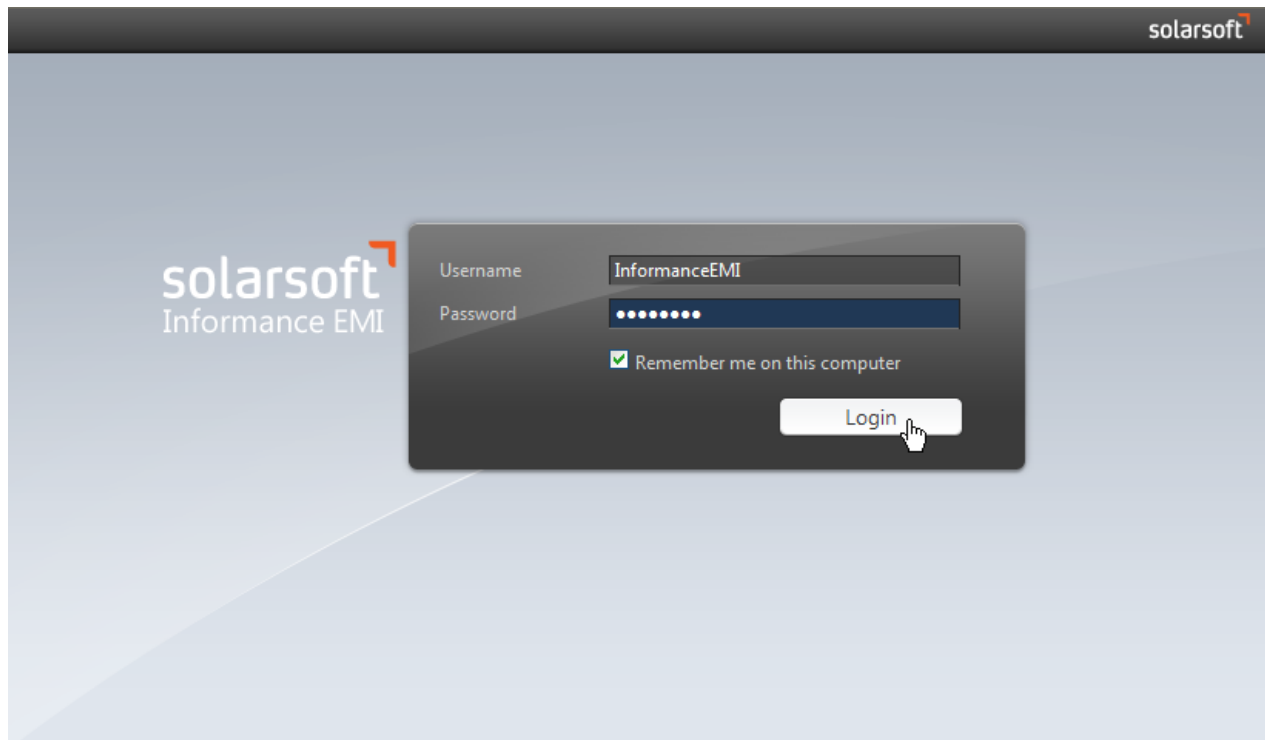 solarsoft
solarsoft
Informance EMI
Username
InformanceEMI
Password
••••••••
Remember me on this computer
Login